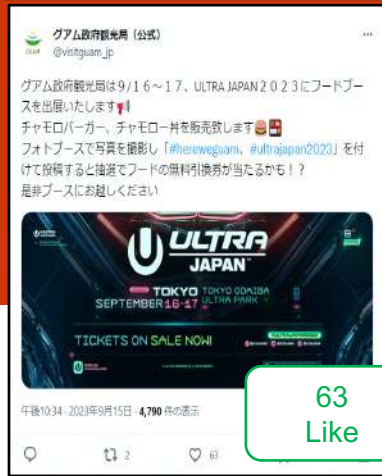 グアム政府観光局（公式）
@visitguam_jp
グアム政府観光局は９/１６～１７、ULTRA JAPAN２０２３にフードブー
スを出展いたします📢
チャモロバーガー、チャモロー丼を販売致します🍔🍱
フォトブースで写真を撮影し「#hereweguam、#ultrajapan2023」を付
けて投稿すると抽選でフードの無料引換券が当たるかも！？
是非ブースにお越しください
ULTRA
JAPAN
TOKYO
TOKYO ODAIBA
SEPTEMBER 16-17
ULTRA PARK
TICKETS ON SALE NOW!
午後10:34 · 2023年9月15日 · 4,790 件の表示
2
63
63
Like